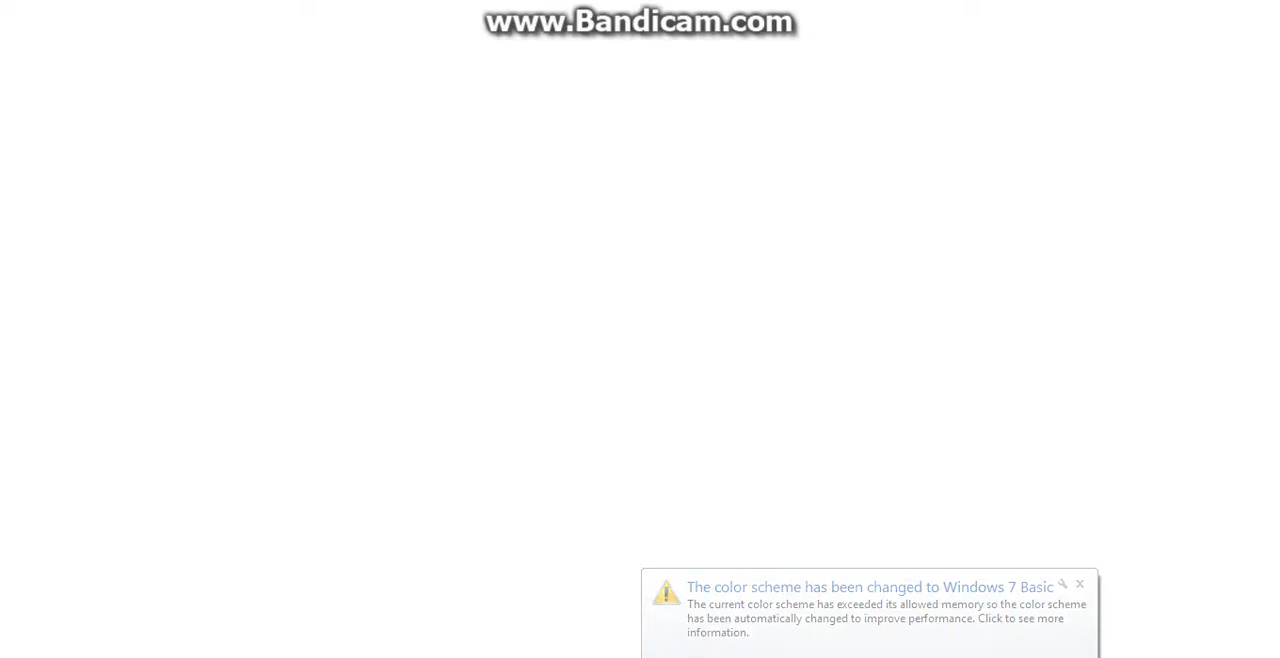 www.Bandicam.com
The color scheme has been changed to Windows 7 Basic
The current color scheme has exceeded its allowed memory so the color scheme
has been automatically changed to improve performance. Click to see more
information.